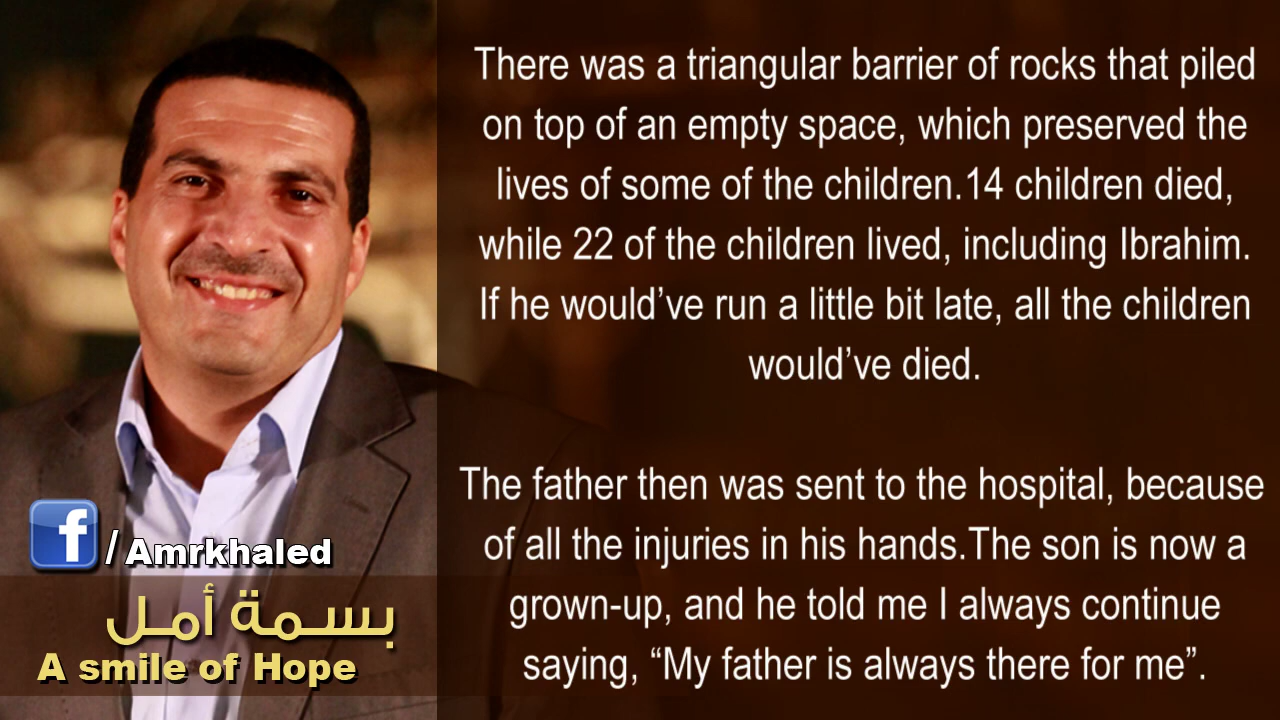 There was a triangular barrier of rocks that piled
on top of an empty space, which preserved the
lives of some of the children.14 children died,
while 22 of the children lived, including Ibrahim.
If he would’ve run a little bit late, all the children
would’ve died.
The father then was sent to the hospital, because
of all the injuries in his hands.The son is now a
grown-up, and he told me I always continue
saying, “My father is always there for me”.
f / Amrkhaled
بسمة أمل
A smile of Hope